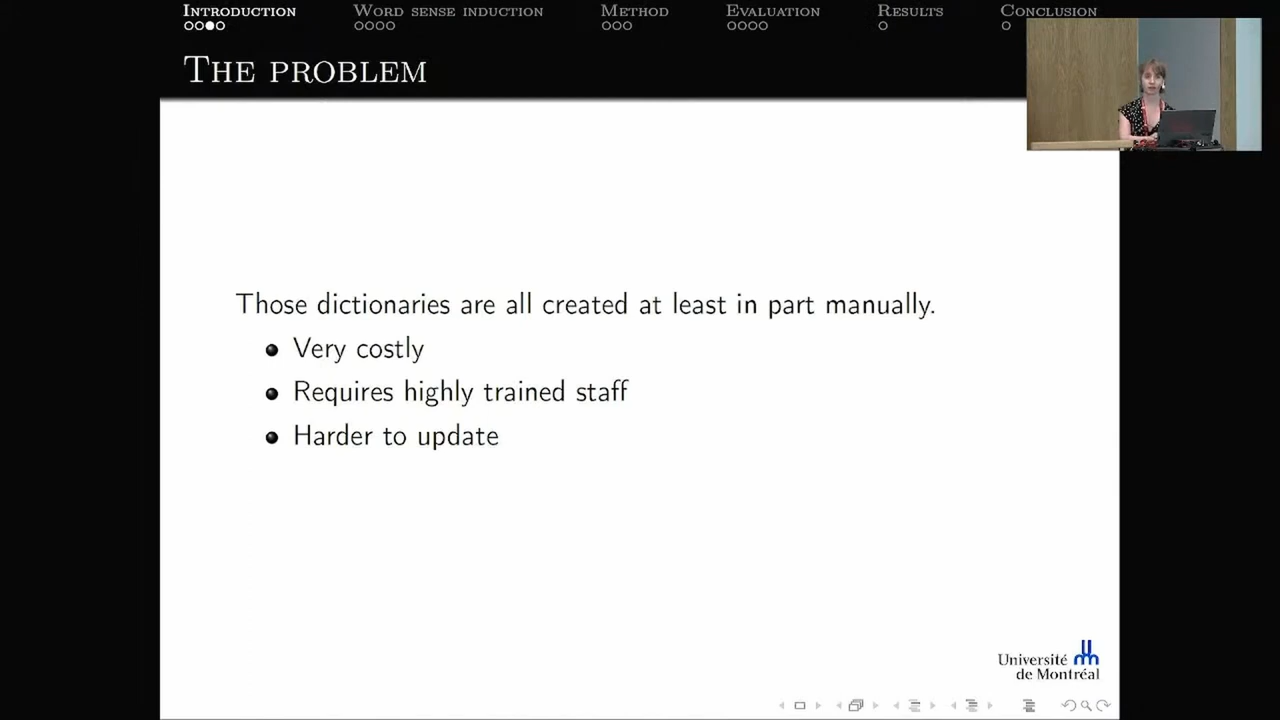 INTRODUCTION WORD SENSE INDUCTION METHOD EVALUATION RESULTS CONCLUSION
THE PROBLEM
Those dictionaries are all created at least in part manually.
Very costly
Requires highly trained staff
Harder to update
Université
de Montréal